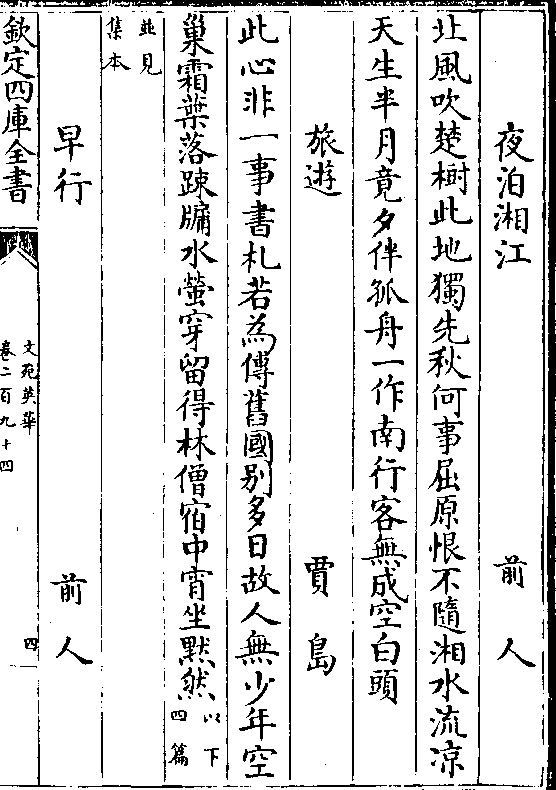 夜泊湘江 前人
北風吹楚樹此地獨先秋何事屈原恨不隨湘水流凉
天生半月竟夕伴孤舟一作南行客無成空白頭
旅遊 賈島
此心非一事書札若為傳舊國別多日故人無少年空
巢霜葉落踈牖水螢穿留得林僧宿中宵坐黙然以下四篇
並見集本
早行 前人
欽定四庫全書 文苑英華 卷二百九十四 四